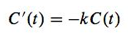 C′(t) = −kC(t)